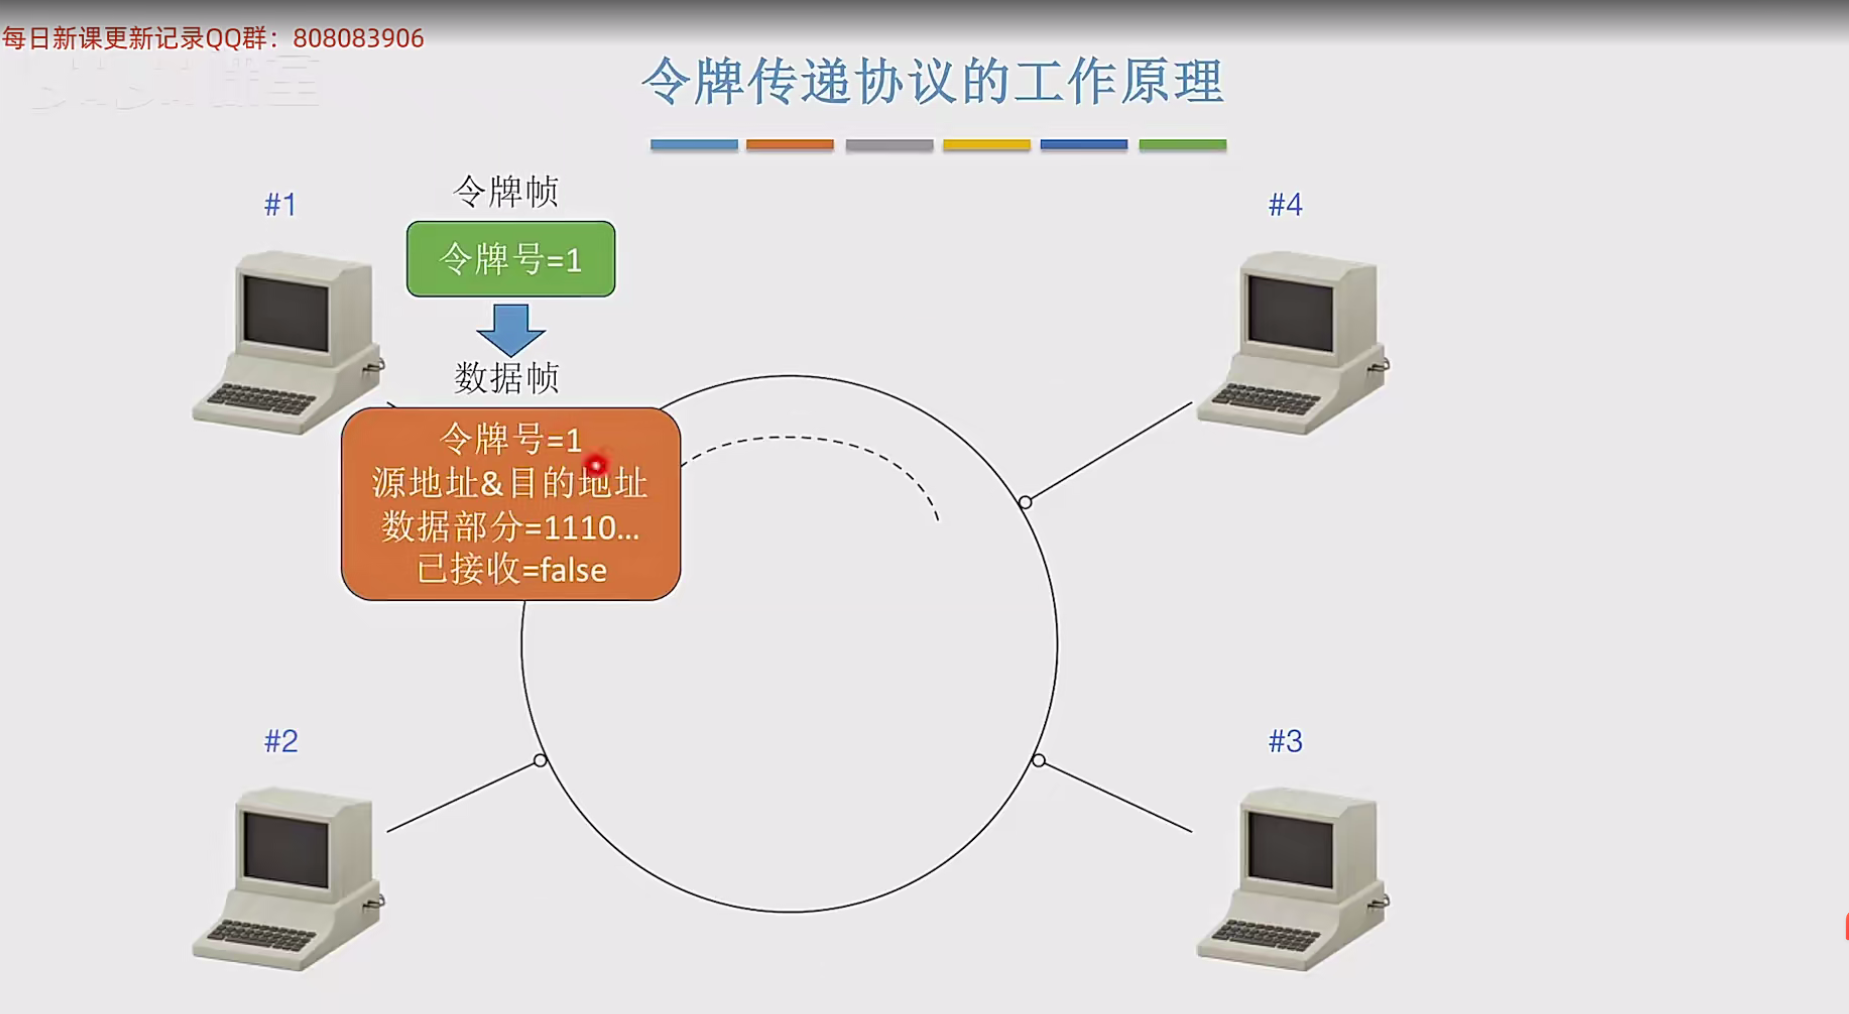 每日新课更新记录QQ群：808083906
令牌传递协议的工作原理
#1
令牌帧
#4
令牌号=1
数据帧
令牌号=1
源地址&目的地址
数据部分=1110...
已接收=false
#2
#3